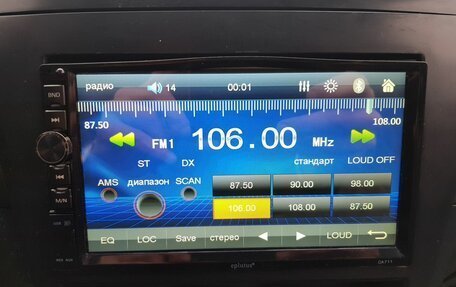 BND
радио 14 00:01
87.50 108.00
FM1 106.00 MHz
ST DX стандарт LOUD OFF
AMS диапазон SCAN
87.50 90.00 98.00
106.00 108.00 87.50
M/N
EQ LOC Save стерео LOUD
eplutus
CA711